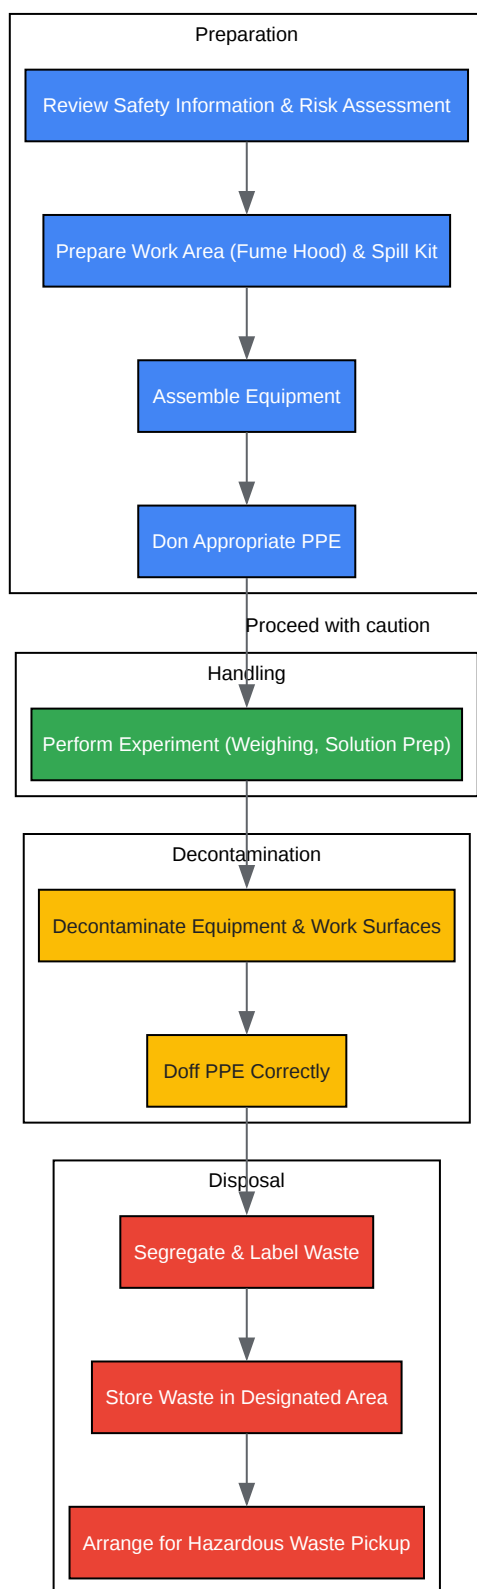 Preparation
Review Safety Information & Risk Assessment
Prepare Work Area (Fume Hood) & Spill Kit
Assemble Equipment
Don Appropriate PPE
Proceed with caution
Handling
Perform Experiment (Weighing, Solution Prep)
Decontamination
Decontaminate Equipment & Work Surfaces
Doff PPE Correctly
Disposal
Segregate & Label Waste
Store Waste in Designated Area
Arrange for Hazardous Waste Pickup